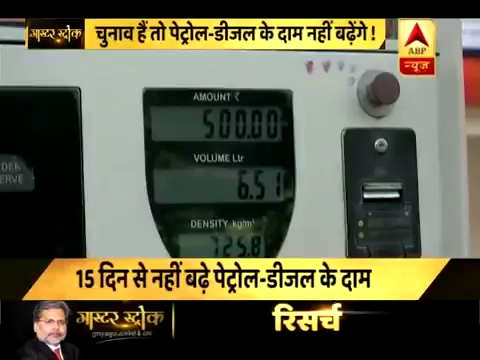 मास्टर स्ट्रोक
चुनाव हैं तो पेट्रोल-डीजल के दाम नहीं बढ़ेंगे !
ABP
न्यूज़
AMOUNT ₹
500.00
VOLUME Ltr
6.51
DENSITY kg/m³
725.8
ERVE
15 दिन से नहीं बढ़े पेट्रोल-डीजल के दाम
मास्टर स्ट्रोक
रिसर्च